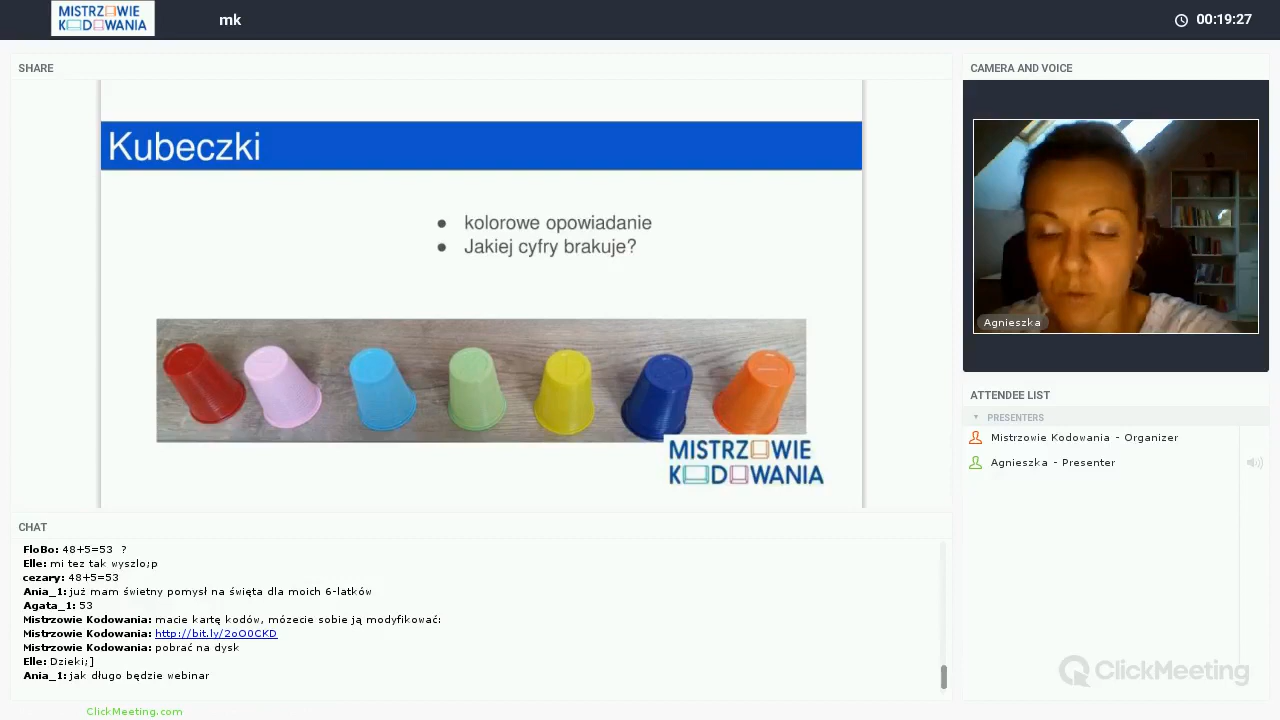 MISTRZOWIE
KODOWANIA
mk
00:19:27
SHARE
Kubeczki
kolorowe opowiadanie
Jakiej cyfry brakuje?
MISTRZOWIE
KODOWANIA
CHAT
FloBo: 48+5=53 ?
Elle: mi tez tak wyszlo;p
cezary: 48+5=53
Ania_1: już mam świetny pomysł na święta dla moich 6-latków
Agata_1: 53
Mistrzowie Kodowania: macie kartę kodów, mózecie sobie ją modyfikować:
Mistrzowie Kodowania: http://bit.ly/2oO0CKD
Mistrzowie Kodowania: pobrać na dysk
Elle: Dzieki;]
Ania_1: jak długo będzie webinar
ClickMeeting.com
CAMERA AND VOICE
Agnieszka
ATTENDEE LIST
PRESENTERS
Mistrzowie Kodowania - Organizer
Agnieszka - Presenter
ClickMeeting